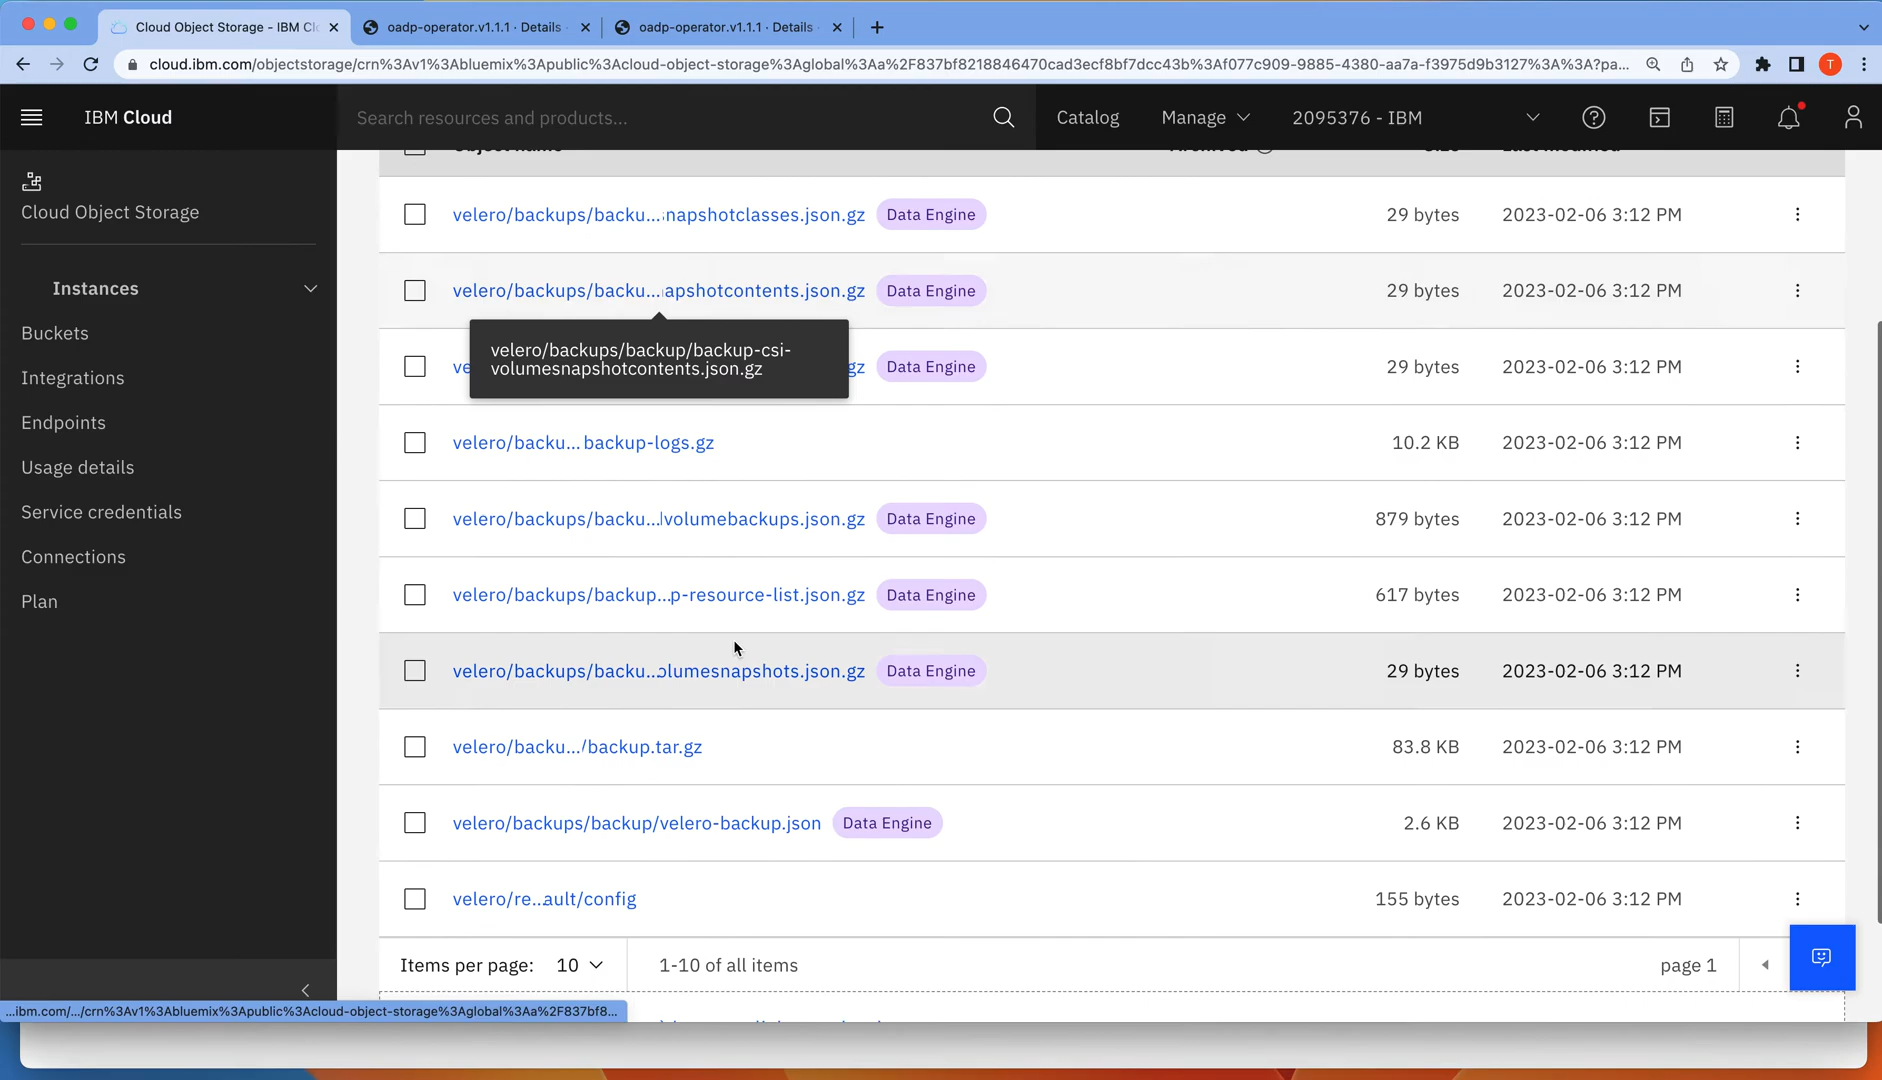 Cloud Object Storage - IBM Cl
oadp-operator.v1.1.1 · Details
oadp-operator.v1.1.1 · Details
cloud.ibm.com/objectstorage/crn%3Av1%3Abluemix%3Apublic%3Acloud-object-storage%3Aglobal%3Aa%2F837bf8218846470cad3ecf8bf7dcc43b%3Af077c909-9885-4380-aa7a-f3975d9b3127%3A%3A?pa...
T
IBM Cloud
Search resources and products...
Catalog
Manage
2095376 - IBM
Cloud Object Storage
Instances
Buckets
Integrations
Endpoints
Usage details
Service credentials
Connections
Plan
Object name Archived Size Last modified
velero/backups/backu...napshotclasses.json.gz Data Engine 29 bytes 2023-02-06 3:12 PM
velero/backups/backu...apshotcontents.json.gz Data Engine 29 bytes 2023-02-06 3:12 PM
velero/backups/backup/backup-csi-
volumesnapshotcontents.json.gz
ve gz Data Engine 29 bytes 2023-02-06 3:12 PM
velero/backu... backup-logs.gz 10.2 KB 2023-02-06 3:12 PM
velero/backups/backu...lvolumebackups.json.gz Data Engine 879 bytes 2023-02-06 3:12 PM
velero/backups/backup...p-resource-list.json.gz Data Engine 617 bytes 2023-02-06 3:12 PM
velero/backups/backu...olumesnapshots.json.gz Data Engine 29 bytes 2023-02-06 3:12 PM
velero/backu.../backup.tar.gz 83.8 KB 2023-02-06 3:12 PM
velero/backups/backup/velero-backup.json Data Engine 2.6 KB 2023-02-06 3:12 PM
velero/re...ault/config 155 bytes 2023-02-06 3:12 PM
Items per page: 10 1-10 of all items page 1
...ibm.com/.../crn%3Av1%3Abluemix%3Apublic%3Acloud-object-storage%3Aglobal%3Aa%2F837bf8...